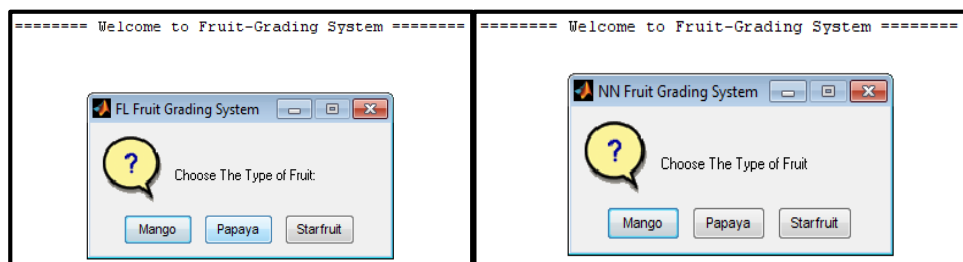 ======== Welcome to Fruit-Grading System ========
FL Fruit Grading System
?
Choose The Type of Fruit:
Mango Papaya Starfruit
======== Welcome to Fruit-Grading System ========
NN Fruit Grading System
?
Choose The Type of Fruit
Mango Papaya Starfruit